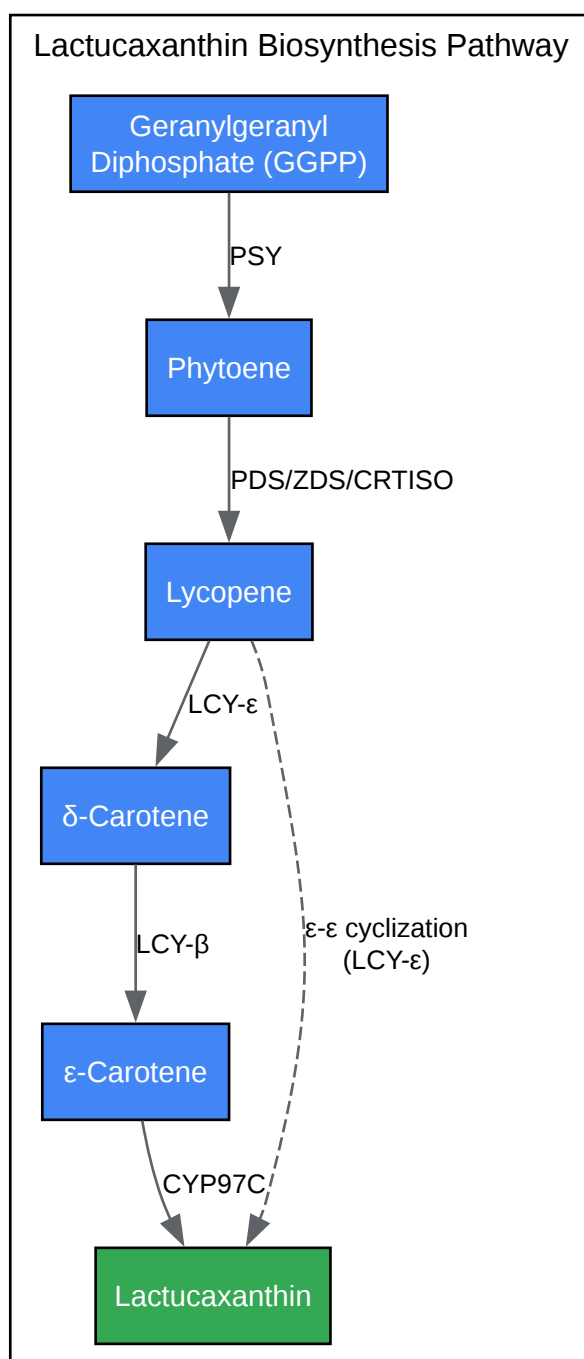 Lactucaxanthin Biosynthesis Pathway
Geranylgeranyl
Diphosphate (GGPP)
PSY
Phytoene
PDS/ZDS/CRTISO
Lycopene
LCY-ε
δ-Carotene
LCY-β
ε-ε cyclization
(LCY-ε)
ε-Carotene
CYP97C
Lactucaxanthin